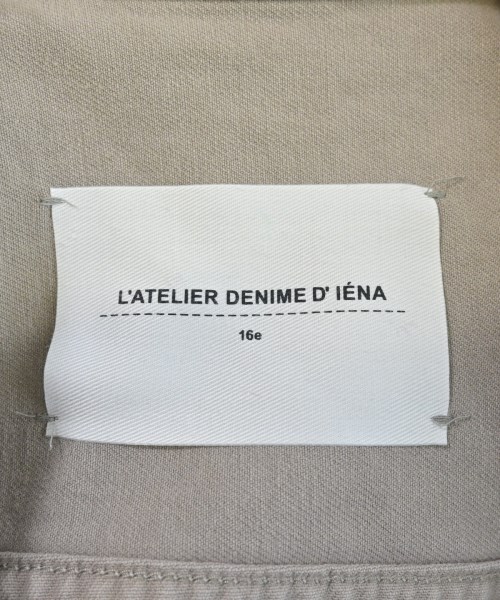 L'ATELIER DENIME D' IÉNA
16e